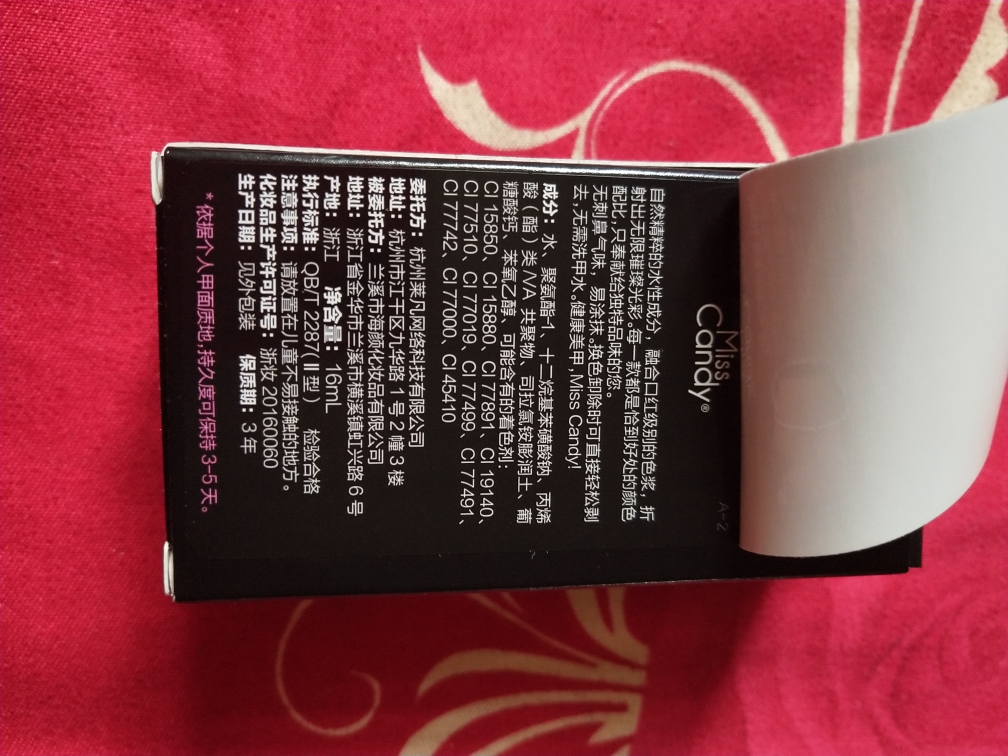 Miss
Candy®
A-2
自然精粹的水性成分，融合口红级别的色浆，折
射出无限璀璨光彩。每一款都是恰到好处的颜色
配比，只奉献给独特品味的您。
无刺鼻气味，易涂抹。换色卸除时可直接轻松剥
去，无需洗甲水。健康美甲，Miss Candy!
成分：水、聚氨酯-1、十二烷基苯磺酸钠、丙烯
酸（酯）类/VA 共聚物、司拉氯铵膨润土、葡
糖酸钙、苯氧乙醇、可能含有的着色剂：
CI 15850、CI 15880、CI 77891、CI 19140、
CI 77510、CI 77019、CI 77499、CI 77491、
CI 77742、CI 77000、CI 45410
委托方：杭州莱凡网络科技有限公司
地址：杭州市江干区九华路 1 号 2 幢 3 楼
被委托方：兰溪市海颜化妆品有限公司
地址：浙江省金华市兰溪市横溪镇虹兴路 6 号
产地：浙江 净含量：16mL
执行标准：QB/T 2287(Ⅱ型) 检验合格
注意事项：请放置在儿童不易接触的地方。
化妆品生产许可证号：浙妆 20160060
生产日期：见外包装 保质期：3 年
*依据个人甲面质地，持久度可保持 3-5 天。